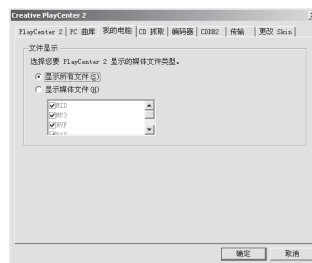 Creative PlayCenter 2
PlayCenter 2 PC 曲库 我的电脑 CD 抓取 编码器 CDDB2 传输 更改 Skin
文件显示
选择您要 PlayCenter 2 显示的媒体文件类型。
显示所有文件(S)
显示媒体文件(M)
MID
MP3
NVF
WAV
确定 取消